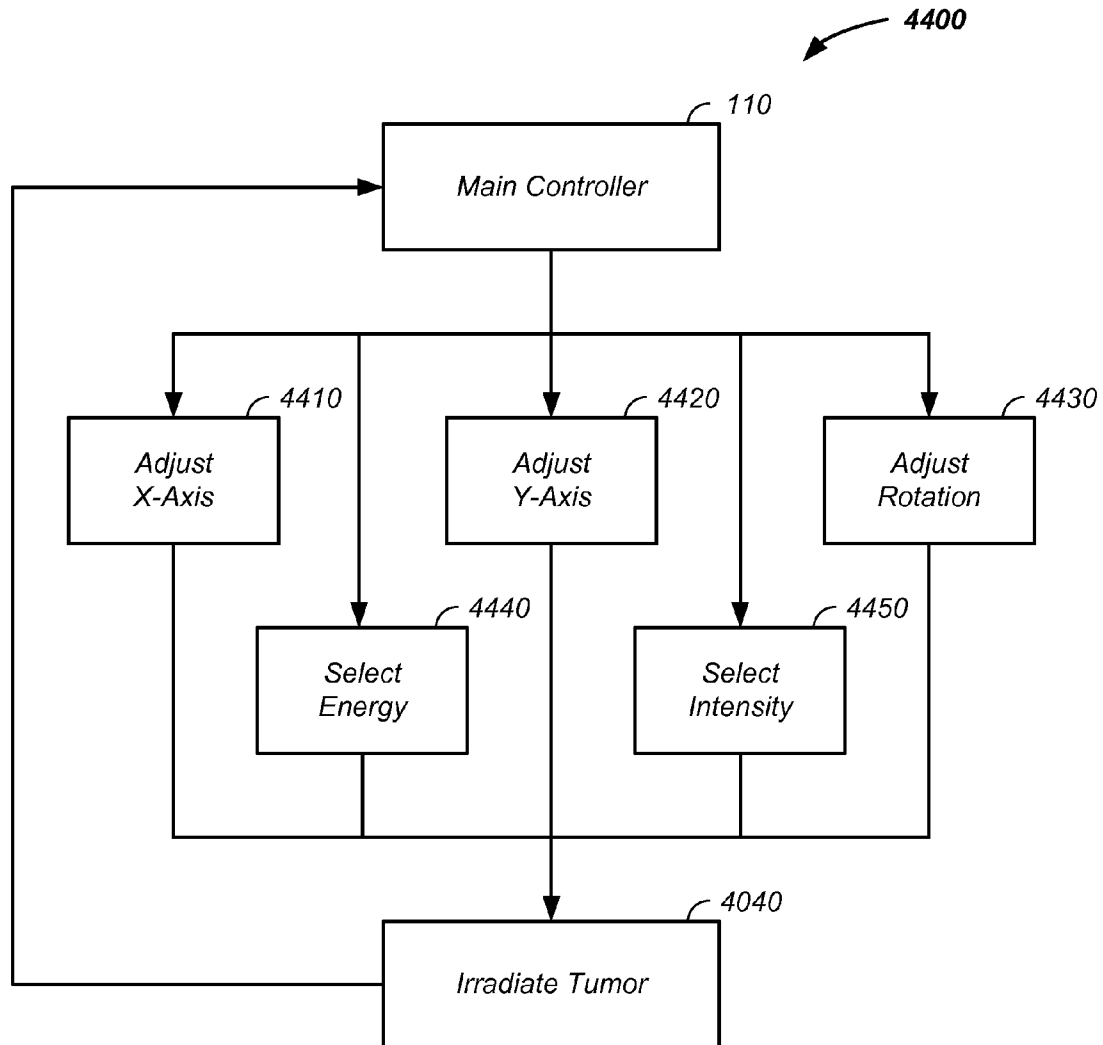 4400
110
Main Controller
4410
Adjust
X-Axis
4420
Adjust
Y-Axis
4430
Adjust
Rotation
4440
Select
Energy
4450
Select
Intensity
4040
Irradiate Tumor